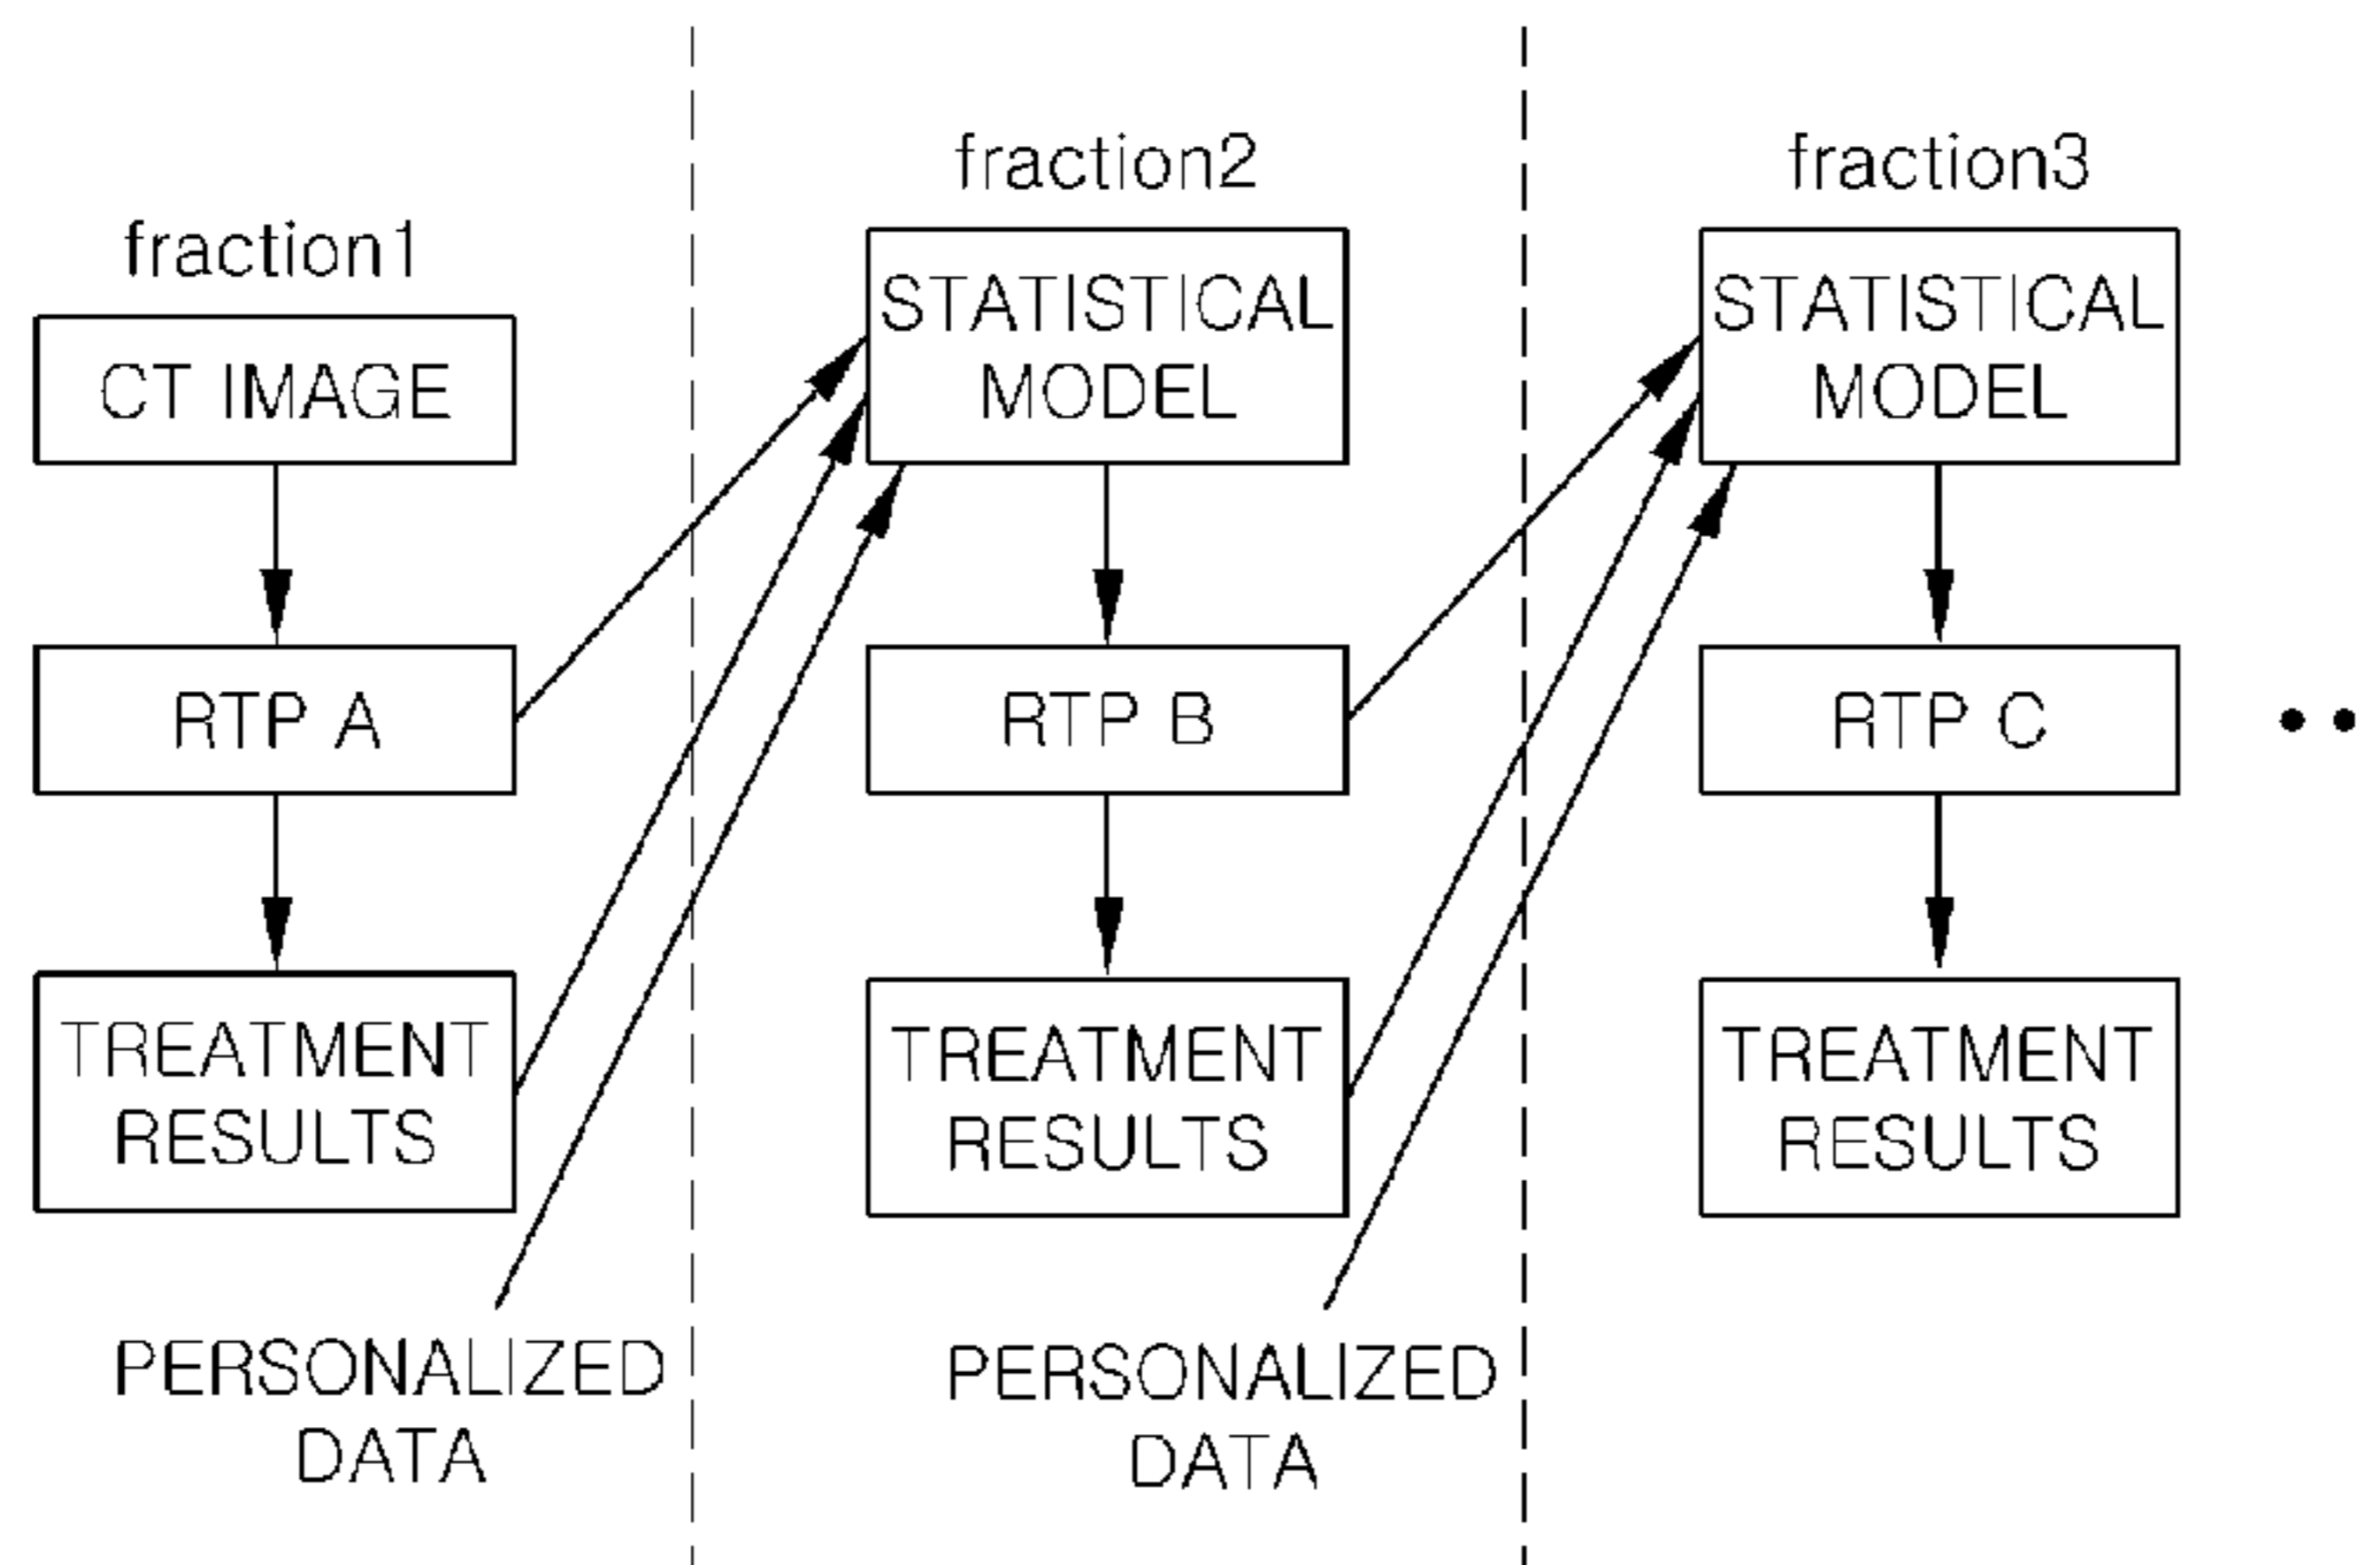 fraction1
CT IMAGE
RTP A
TREATMENT
RESULTS
PERSONALIZED
DATA
fraction2
STATISTICAL
MODEL
RTP B
TREATMENT
RESULTS
PERSONALIZED
DATA
fraction3
STATISTICAL
MODEL
RTP C
TREATMENT
RESULTS